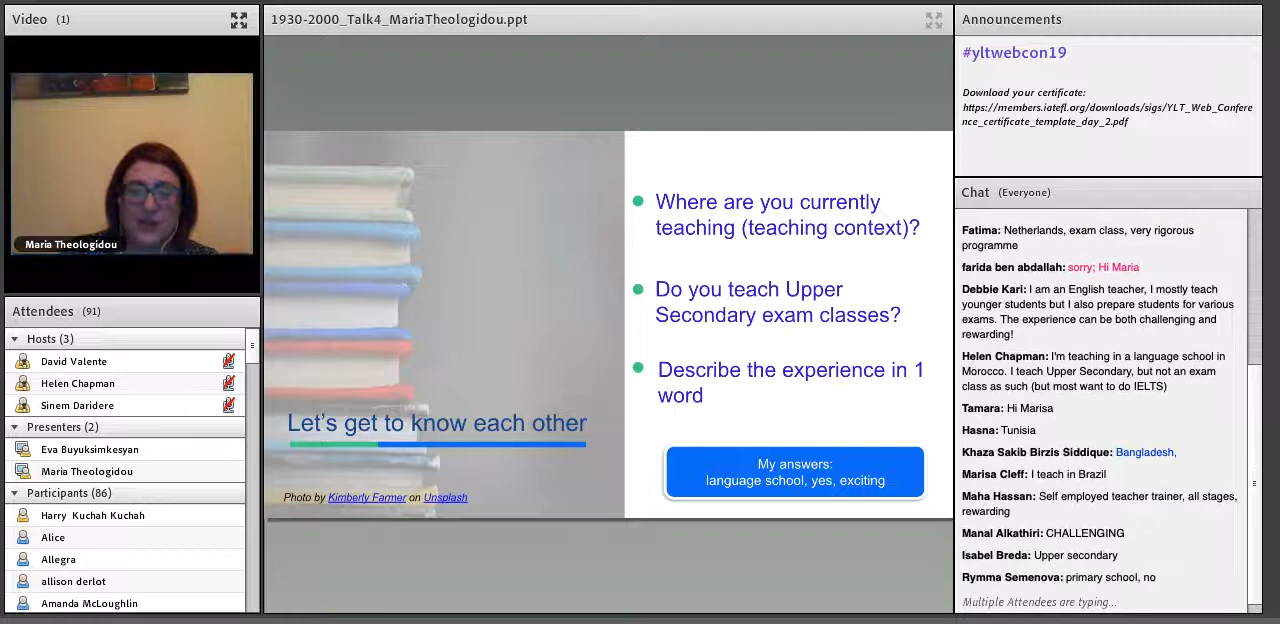 Video (1)
Maria Theologidou
Attendees (91)
Hosts (3)
David Valente
Helen Chapman
Sinem Daridere
Presenters (2)
Eva Buyuksimkesyan
Maria Theologidou
Participants (86)
Harry Kuchah Kuchah
Alice
Allegra
allison derlot
Amanda McLoughlin
1930-2000_Talk4_MariaTheologidou.ppt
Let's get to know each other
Photo by Kimberly Farmer on Unsplash
Where are you currently
teaching (teaching context)?
Do you teach Upper
Secondary exam classes?
Describe the experience in 1
word
My answers:
language school, yes, exciting
Announcements
#yltwebcon19
Download your certificate:
https://members.iatefl.org/downloads/sigs/YLT_Web_Confere
nce_certificate_template_day_2.pdf
Chat (Everyone)
Fatima: Netherlands, exam class, very rigorous
programme
farida ben abdallah: sorry; Hi Maria
Debbie Kari: I am an English teacher, I mostly teach
younger students but I also prepare students for various
exams. The experience can be both challenging and
rewarding!
Helen Chapman: I'm teaching in a language school in
Morocco. I teach Upper Secondary, but not an exam
class as such (but most want to do IELTS)
Tamara: Hi Marisa
Hasna: Tunisia
Khaza Sakib Birzis Siddique: Bangladesh,
Marisa Cleff: I teach in Brazil
Maha Hassan: Self employed teacher trainer, all stages,
rewarding
Manal Alkathiri: CHALLENGING
Isabel Breda: Upper secondary
Rymma Semenova: primary school, no
Multiple Attendees are typing...